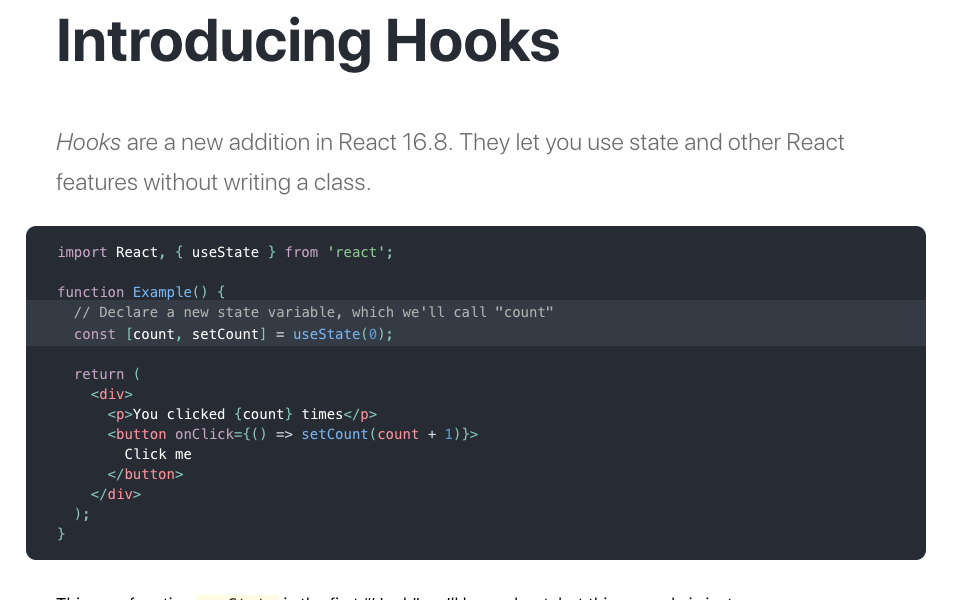 Introducing Hooks
Hooks are a new addition in React 16.8. They let you use state and other React
features without writing a class.
import React, { useState } from 'react';
function Example() {
  // Declare a new state variable, which we'll call "count"
  const [count, setCount] = useState(0);
  return (
    <div>
      <p>You clicked {count} times</p>
      <button onClick={() => setCount(count + 1)}>
        Click me
      </button>
    </div>
  );
}